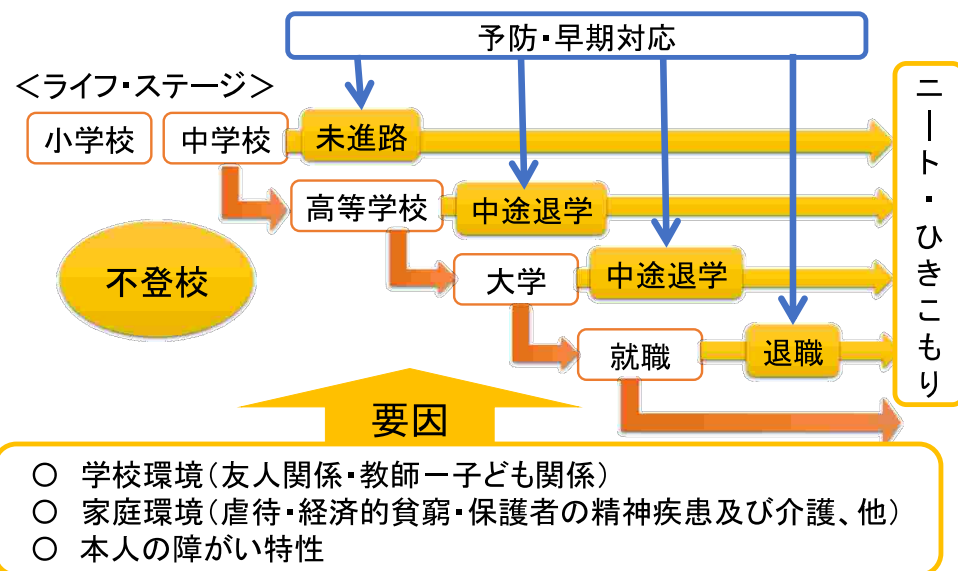 予防・早期対応
＜ライフ・ステージ＞
小学校
中学校
未進路
高等学校
中途退学
大学
中途退学
就職
退職
ニート・ひきこもり
不登校
要因
○ 学校環境（友人関係・教師ー子ども関係）
○ 家庭環境（虐待・経済的貧窮・保護者の精神疾患及び介護、他）
○ 本人の障がい特性